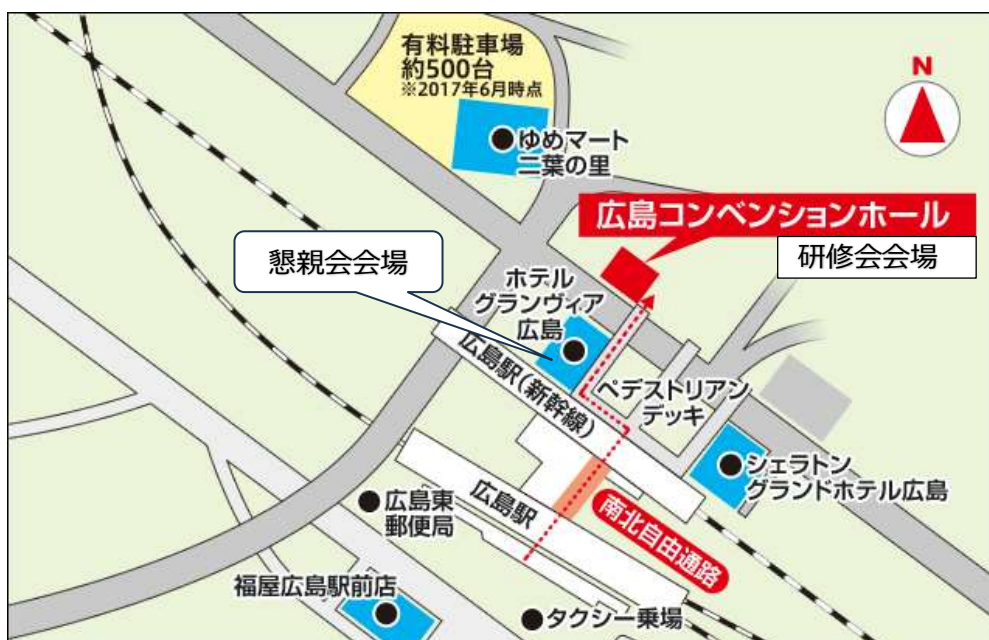 有料駐車場
約500台
※2017年6月時点
N
ゆめマート
二葉の里
広島コンベンションホール
研修会会場
懇親会会場
ホテル
グランヴィア
広島
広島駅(新幹線)
ペデストリアン
デッキ
シェラトン
グランドホテル広島
広島東
郵便局
広島駅
南北自由通路
福屋広島駅前店
タクシー乗場